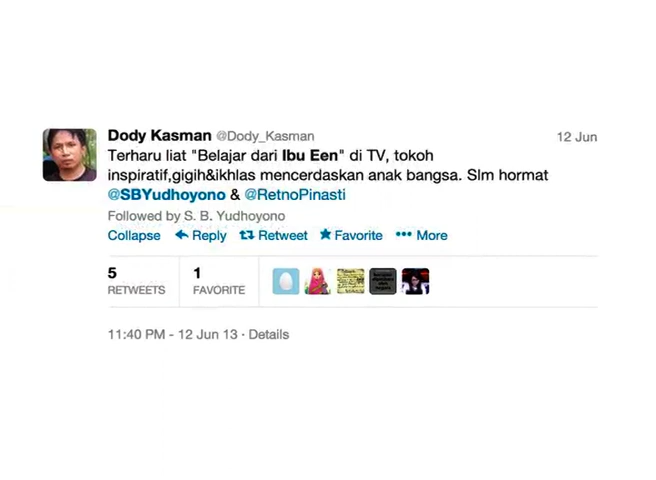 Dody Kasman @Dody_Kasman 12 Jun
Terharu liat "Belajar dari Ibu Een" di TV, tokoh
inspiratif,gigih&ikhlas mencerdaskan anak bangsa. Slm hormat
@SBYudhoyono & @RetnoPinasti
Followed by S. B. Yudhoyono
Collapse Reply Retweet Favorite More
5 1
RETWEETS FAVORITE
11:40 PM - 12 Jun 13 · Details